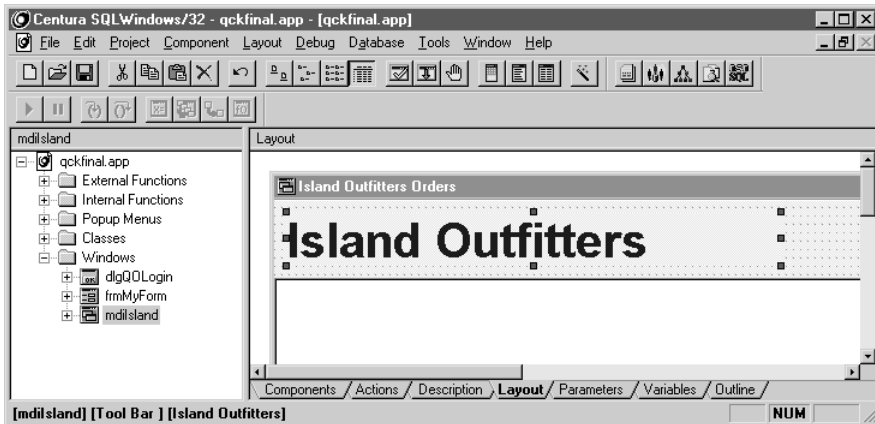 Centura SQLWindows/32 - qckfinal.app - [qckfinal.app]
File Edit Project Component Layout Debug Database Tools Window Help
mdiIsland
Layout
qckfinal.app
External Functions
Internal Functions
Popup Menus
Classes
Windows
dlgQOLogin
frmMyForm
mdiIsland
Island Outfitters Orders
Island Outfitters
Components Actions Description Layout Parameters Variables Outline
[mdiIsland] [Tool Bar ] [Island Outfitters]
NUM